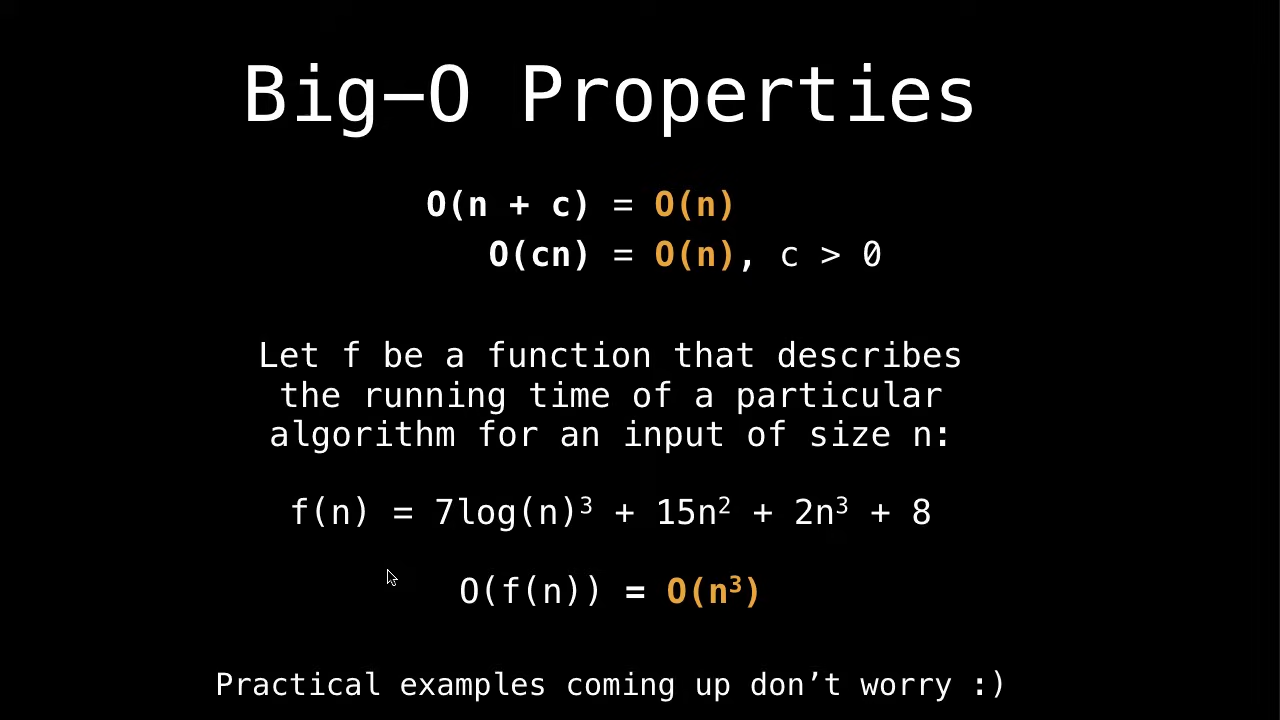 Big–O Properties
O(n + c) = O(n)
O(cn) = O(n), c > 0
Let f be a function that describes
the running time of a particular
algorithm for an input of size n:
f(n) = 7log(n)³ + 15n² + 2n³ + 8
O(f(n)) = O(n³)
Practical examples coming up don’t worry :)